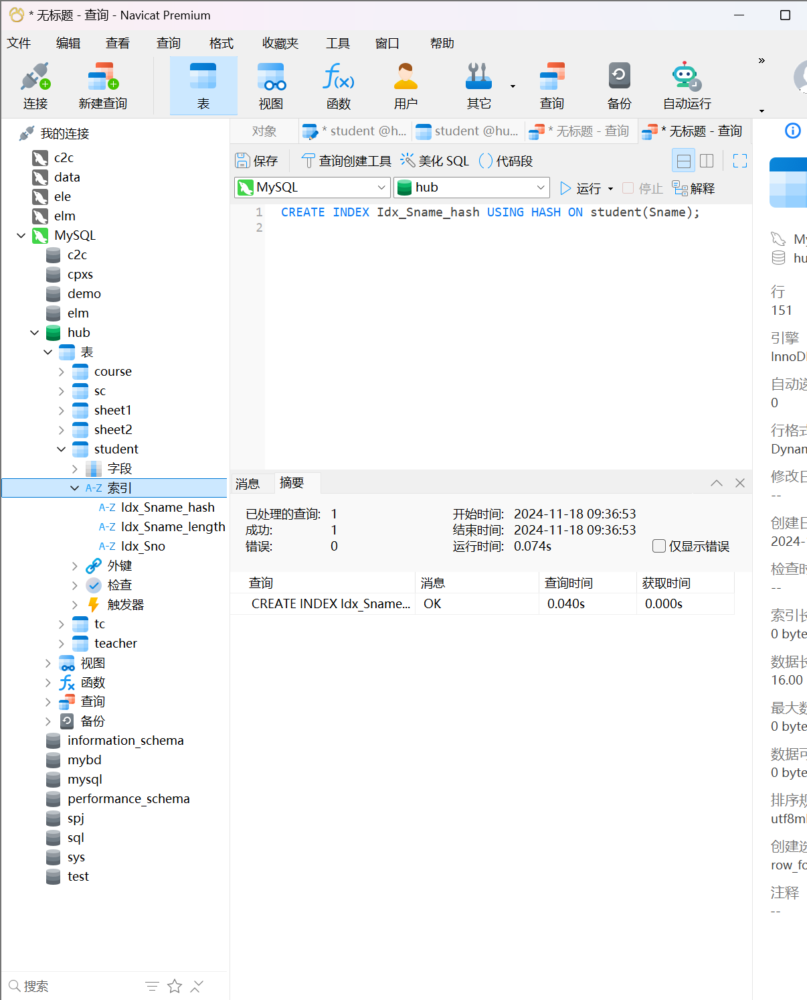 * 无标题 - 查询 - Navicat Premium
文件 编辑 查看 查询 格式 收藏夹 工具 窗口 帮助
连接 新建查询 表 视图 函数 用户 其它 查询 备份 自动运行
我的连接
c2c
data
ele
elm
MySQL
c2c
cpxs
demo
elm
hub
表
course
sc
sheet1
sheet2
student
字段
A-Z 索引
A-Z Idx_Sname_hash
A-Z Idx_Sname_length
A-Z Idx_Sno
外键
检查
触发器
tc
teacher
视图
函数
查询
备份
information_schema
mybd
mysql
performance_schema
spj
sql
sys
test
搜索
对象 * student @h... student @hu... * 无标题 - 查询 * 无标题 - 查询
保存 查询创建工具 美化 SQL () 代码段
MySQL hub 运行 停止 解释
1 CREATE INDEX Idx_Sname_hash USING HASH ON student(Sname);
2
消息 摘要
已处理的查询: 1 开始时间: 2024-11-18 09:36:53
成功: 1 结束时间: 2024-11-18 09:36:53
错误: 0 运行时间: 0.074s 仅显示错误
查询 消息 查询时间 获取时间
CREATE INDEX Idx_Sname... OK 0.040s 0.000s
My
hu
行
151
引擎
InnoD
自动递
0
行格式
Dynam
修改日
--
创建日
2024-
检查时
--
索引长
0 byte
数据长
16.00
最大数
0 byte
数据可
0 byte
排序规
utf8m
创建选
row_fo
注释
--